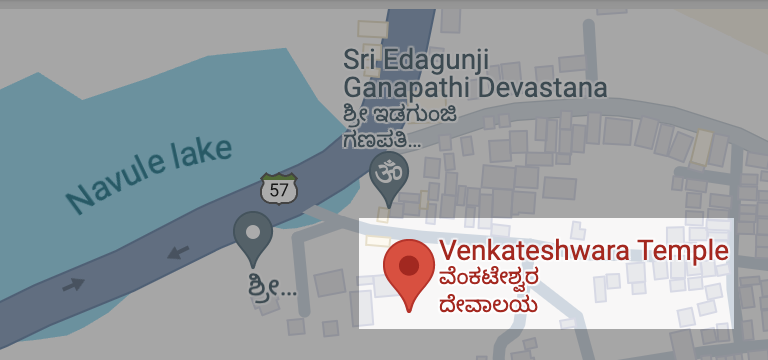 Sri Edagunji
Ganapathi Devastana
ಶ್ರೀ ಇಡಗುಂಜಿ
ಗಣಪತಿ...
Navule lake
57
Venkateshwara Temple
ವೆಂಕಟೇಶ್ವರ
ದೇವಾಲಯ
ಶ್ರೀ...